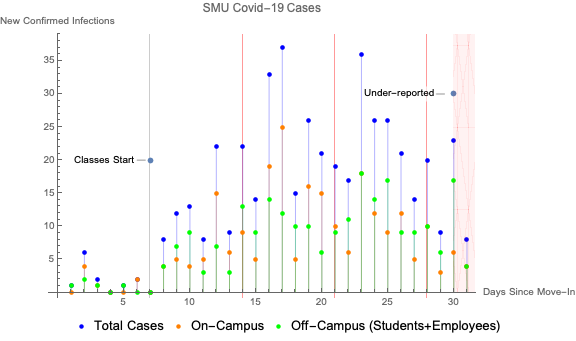 SMU Covid-19 Cases
New Confirmed Infections
35
30
25
20
15
10
5
Under-reported
Classes Start
5 10 15 20 25 30
Days Since Move-In
Total Cases On-Campus Off-Campus (Students+Employees)